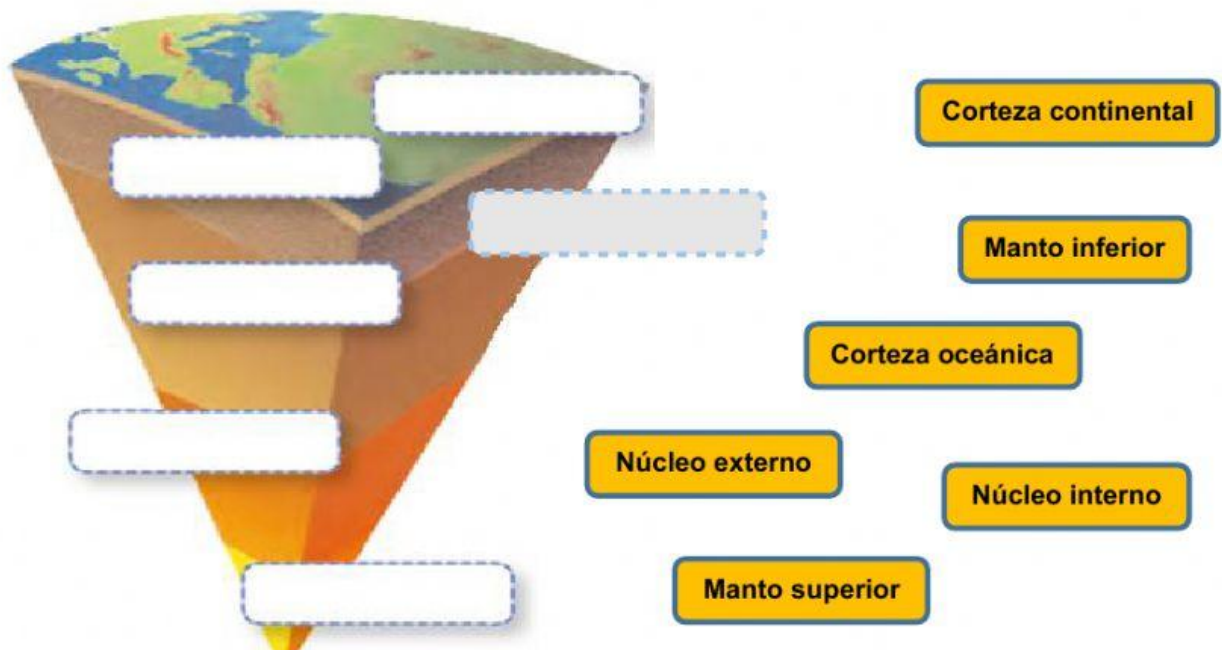 Corteza continental
Manto inferior
Corteza oceánica
Núcleo externo
Núcleo interno
Manto superior